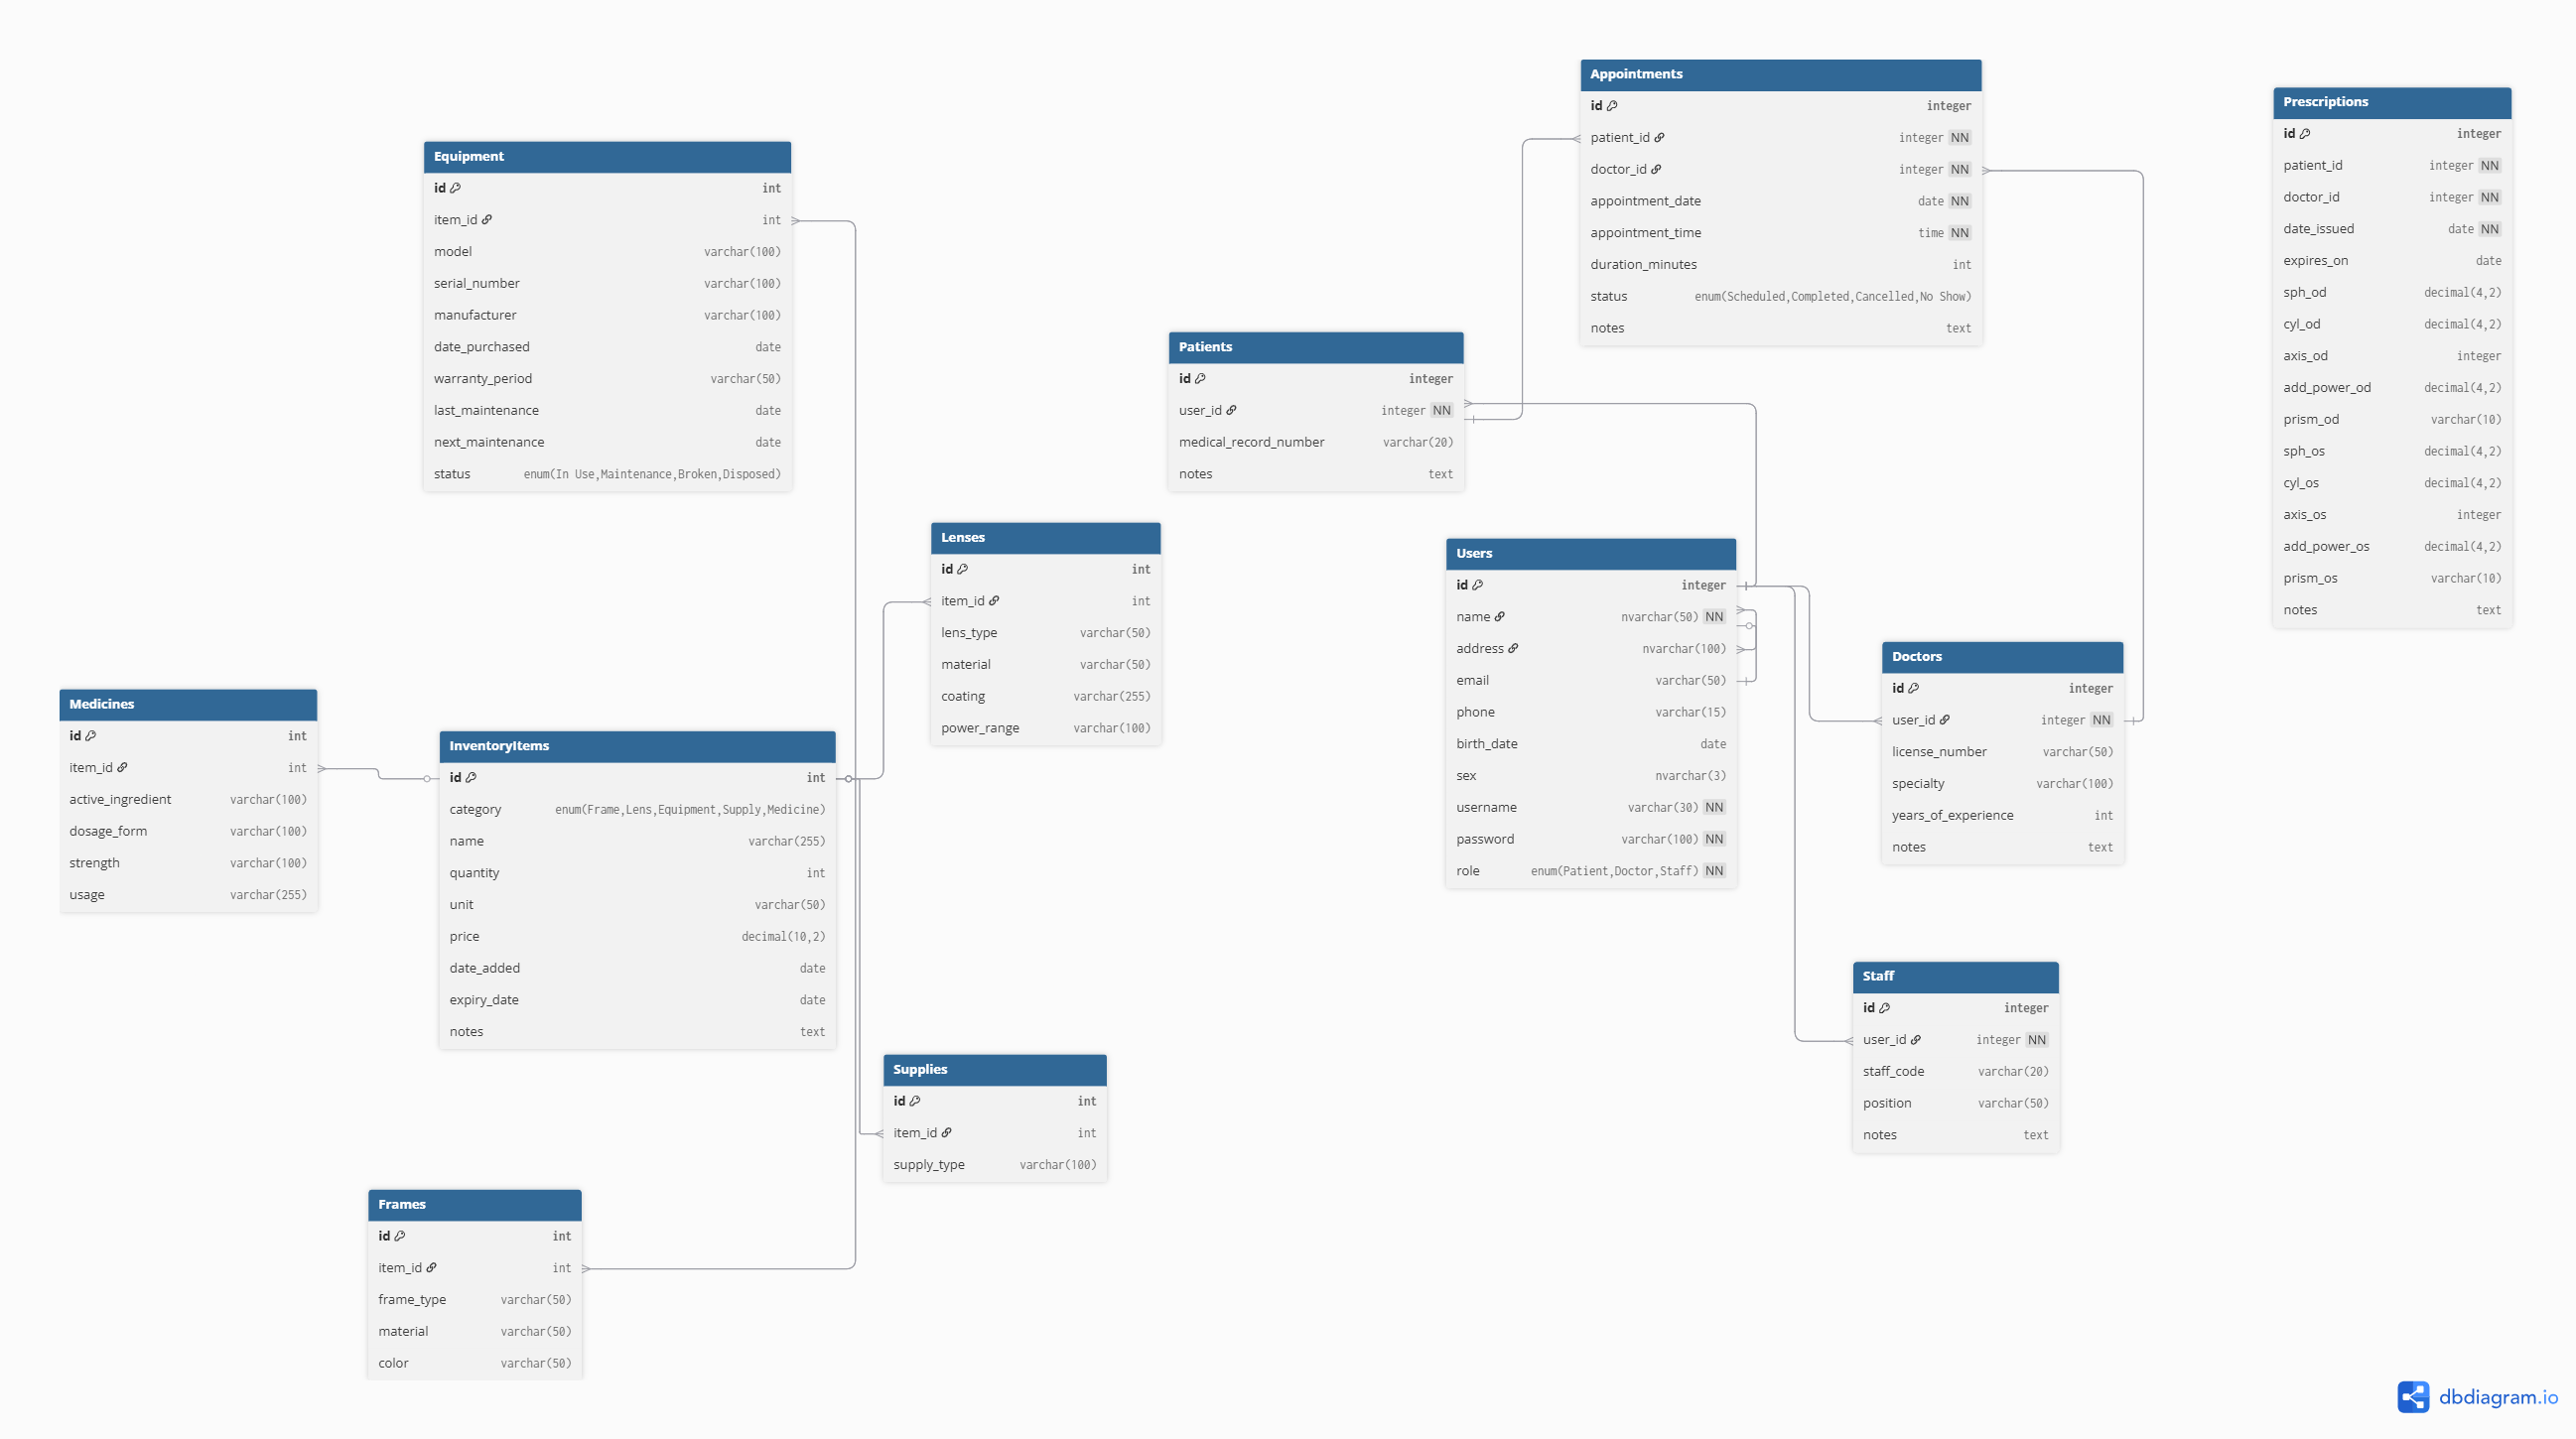 Appointments
id integer
patient_id integer NN
doctor_id integer NN
appointment_date date NN
appointment_time time NN
duration_minutes int
status enum(Scheduled,Completed,Cancelled,No Show)
notes text
Prescriptions
id integer
patient_id integer NN
doctor_id integer NN
date_issued date NN
expires_on date
sph_od decimal(4,2)
cyl_od decimal(4,2)
axis_od integer
add_power_od decimal(4,2)
prism_od varchar(10)
sph_os decimal(4,2)
cyl_os decimal(4,2)
axis_os integer
add_power_os decimal(4,2)
prism_os varchar(10)
notes text
Equipment
id int
item_id int
model varchar(100)
serial_number varchar(100)
manufacturer varchar(100)
date_purchased date
warranty_period varchar(50)
last_maintenance date
next_maintenance date
status enum(In Use,Maintenance,Broken,Disposed)
Patients
id integer
user_id integer NN
medical_record_number varchar(20)
notes text
Lenses
id int
item_id int
lens_type varchar(50)
material varchar(50)
coating varchar(255)
power_range varchar(100)
Users
id integer
name nvarchar(50) NN
address nvarchar(100)
email varchar(50)
phone varchar(15)
birth_date date
sex nvarchar(3)
username varchar(30) NN
password varchar(100) NN
role enum(Patient,Doctor,Staff) NN
Doctors
id integer
user_id integer NN
license_number varchar(50)
specialty varchar(100)
years_of_experience int
notes text
Medicines
id int
item_id int
active_ingredient varchar(100)
dosage_form varchar(100)
strength varchar(100)
usage varchar(255)
InventoryItems
id int
category enum(Frame,Lens,Equipment,Supply,Medicine)
name varchar(255)
quantity int
unit varchar(50)
price decimal(10,2)
date_added date
expiry_date date
notes text
Staff
id integer
user_id integer NN
staff_code varchar(20)
position varchar(50)
notes text
Supplies
id int
item_id int
supply_type varchar(100)
Frames
id int
item_id int
frame_type varchar(50)
material varchar(50)
color varchar(50)
dbdiagram.io